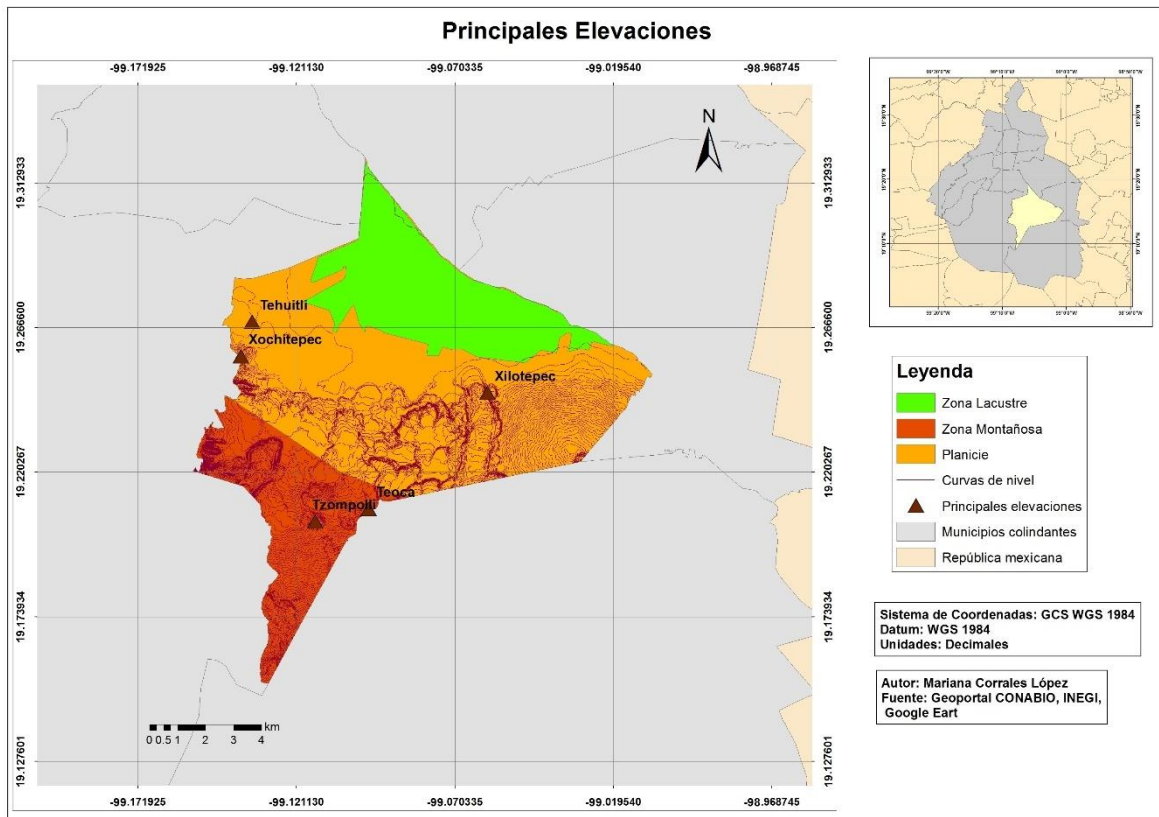 Principales Elevaciones
-99.171925 -99.121130 -99.070335 -99.019540 -98.968745
19.312933
19.266600
19.220267
19.173934
19.127601
N
Tehuitli
Xochitepec
Xilotepec
Teoca
Tzompolli
km
0 0.5 1 2 3 4
19.312933
19.266600
19.220267
19.173934
19.127601
-99.171925 -99.121130 -99.070335 -99.019540 -98.968745
Leyenda
Zona Lacustre
Zona Montañosa
Planicie
Curvas de nivel
Principales elevaciones
Municipios colindantes
República mexicana
Sistema de Coordenadas: GCS WGS 1984
Datum: WGS 1984
Unidades: Decimales
Autor: Mariana Corrales López
Fuente: Geoportal CONABIO, INEGI,
Google Eart